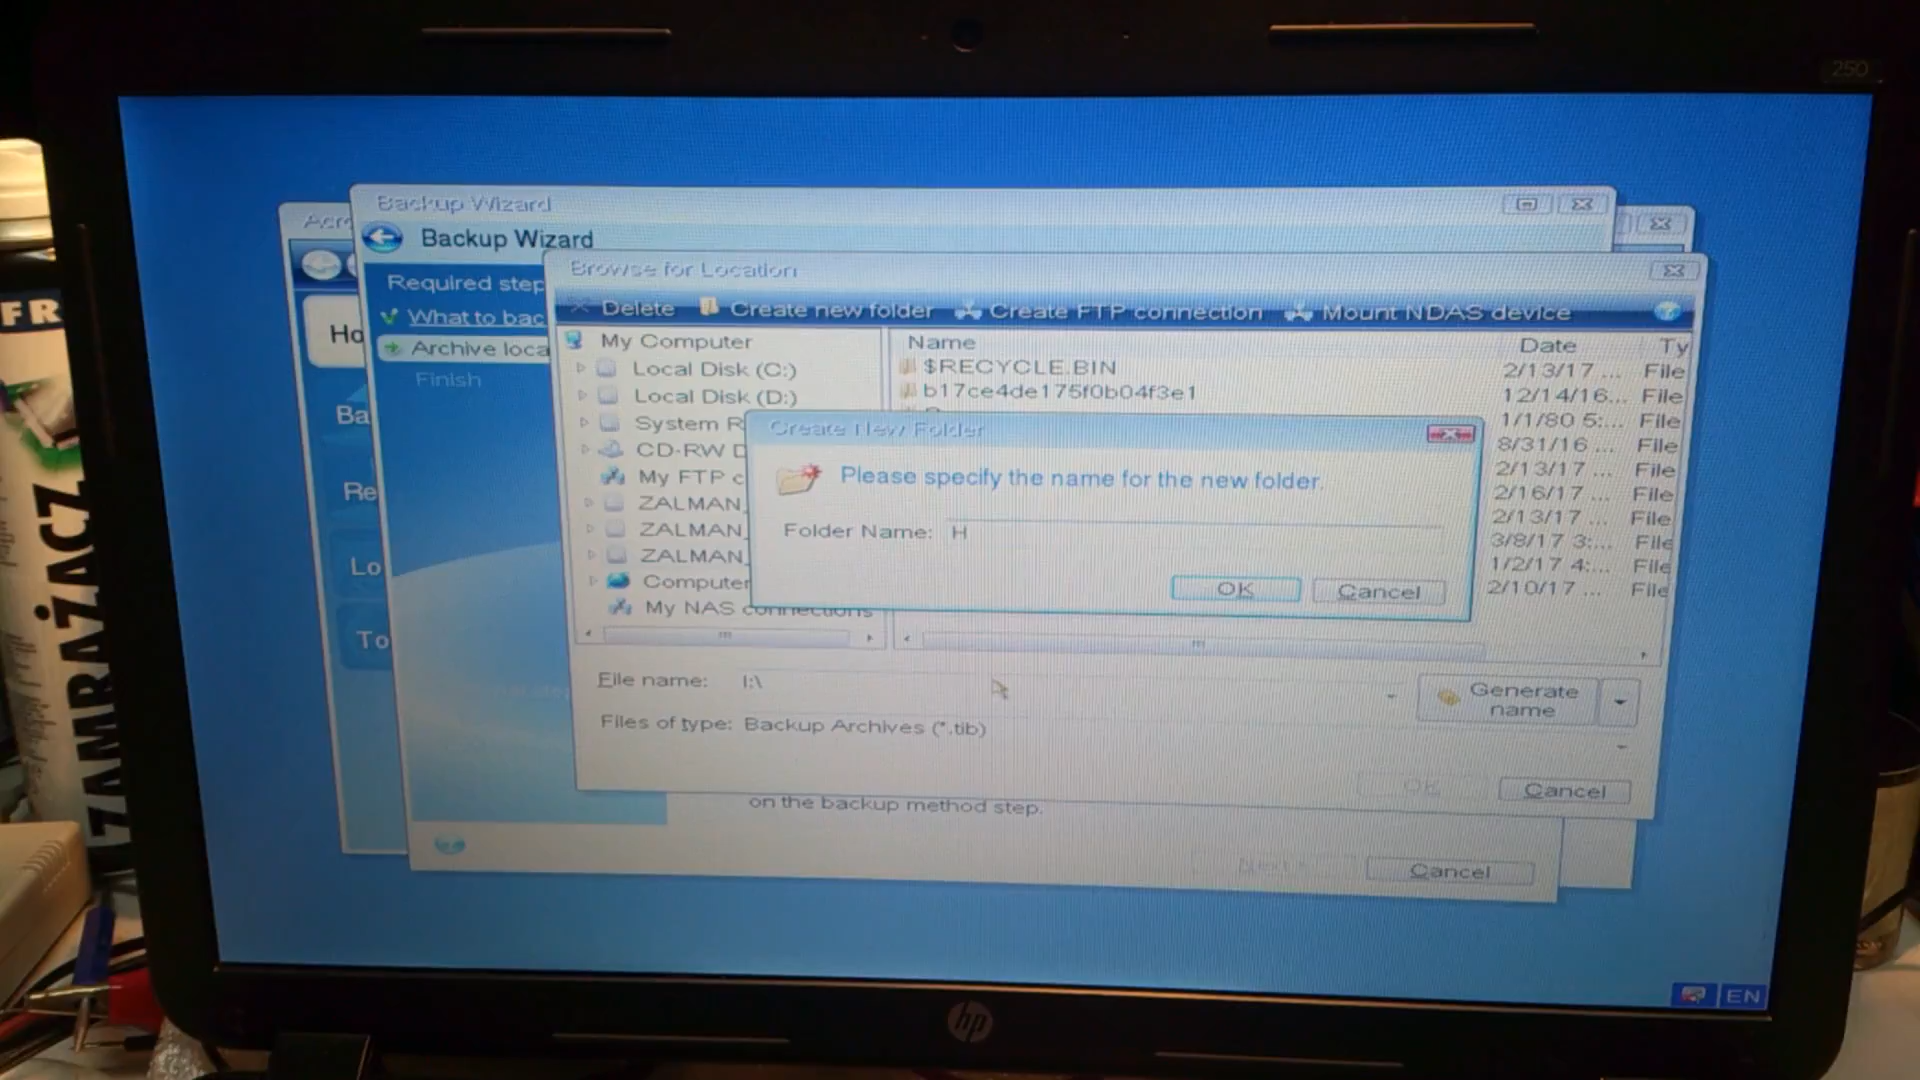 250
Backup Wizard
Acr
Backup Wizard
Required step
Browse for Location
What to bac
Delete Create new folder Create FTP connection Mount NDAS device
Ho
Archive loca
My Computer
Name Date Ty
Finish
Local Disk (C:)
$RECYCLE.BIN 2/13/17 ... File
Local Disk (D:)
b17ce4de175f0b04f3e1 12/14/16... File
Ba
System R
1/1/80 5:... File
Create New Folder
CD-RW D
8/31/16 ... File
My FTP c
Please specify the name for the new folder.
2/13/17 ... File
Re
ZALMAN_
2/16/17 ... File
ZALMAN_
Folder Name: H
2/13/17 ... File
ZALMAN_
3/8/17 3:... File
Lo
Computer
1/2/17 4:... File
OK Cancel
2/10/17 ... File
My NAS connections
To
File name: I:\
Generate name
Files of type: Backup Archives (*.tib)
OK Cancel
on the backup method step.
Next > Cancel
EN
hp
FR
ZAMRAŻACZ